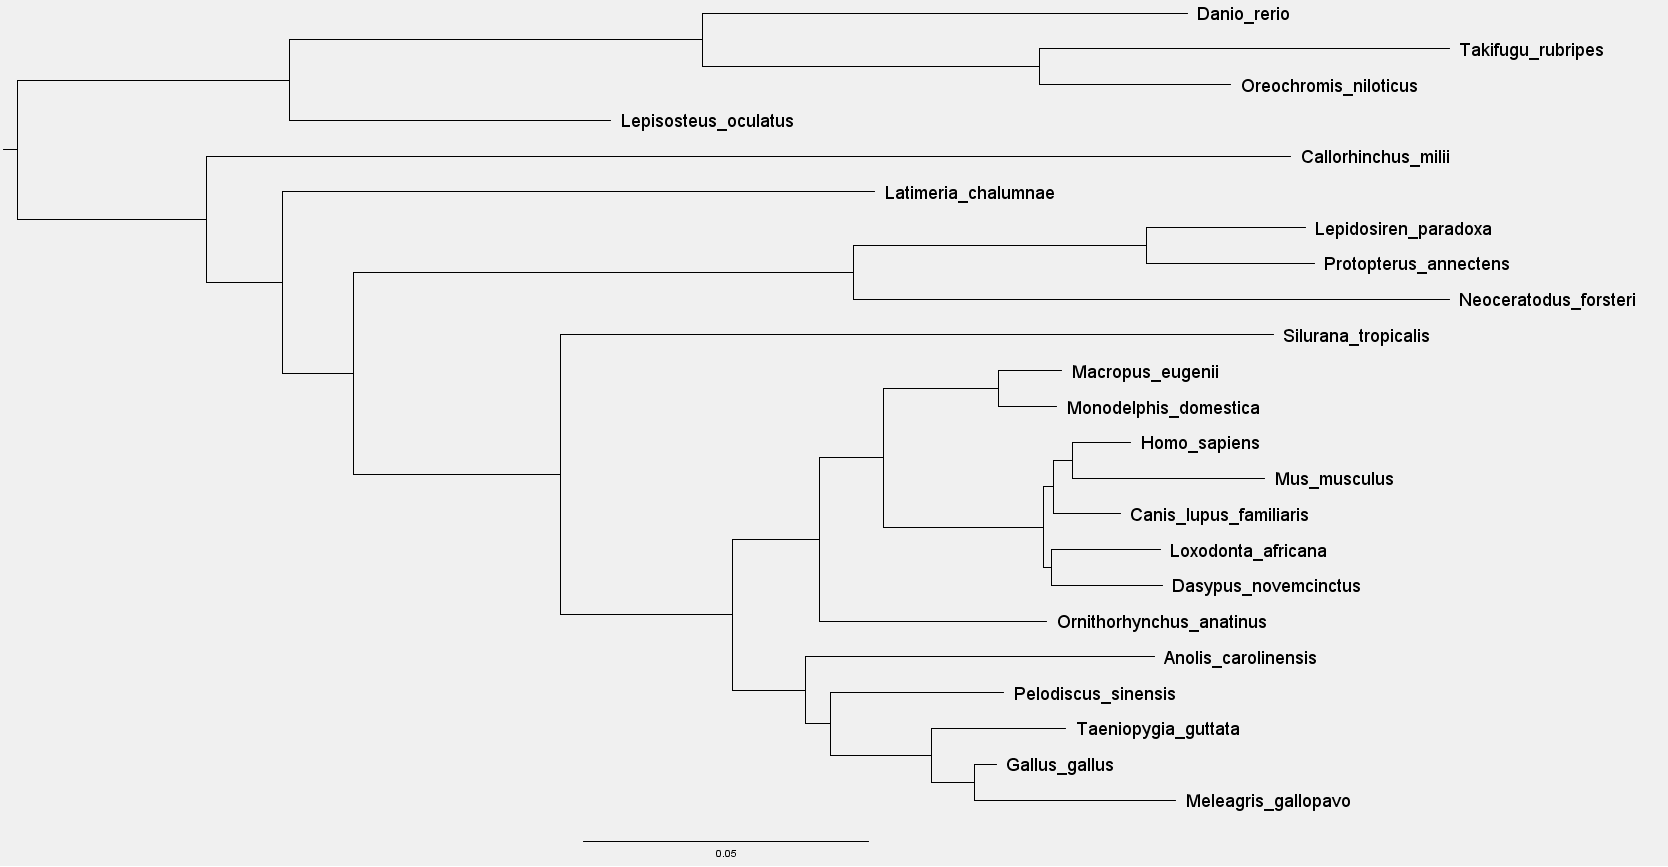 Danio_rerio
Takifugu_rubripes
Oreochromis_niloticus
Lepisosteus_oculatus
Callorhinchus_milii
Latimeria_chalumnae
Lepidosiren_paradoxa
Protopterus_annectens
Neoceratodus_forsteri
Silurana_tropicalis
Macropus_eugenii
Monodelphis_domestica
Homo_sapiens
Mus_musculus
Canis_lupus_familiaris
Loxodonta_africana
Dasypus_novemcinctus
Ornithorhynchus_anatinus
Anolis_carolinensis
Pelodiscus_sinensis
Taeniopygia_guttata
Gallus_gallus
Meleagris_gallopavo
0.05